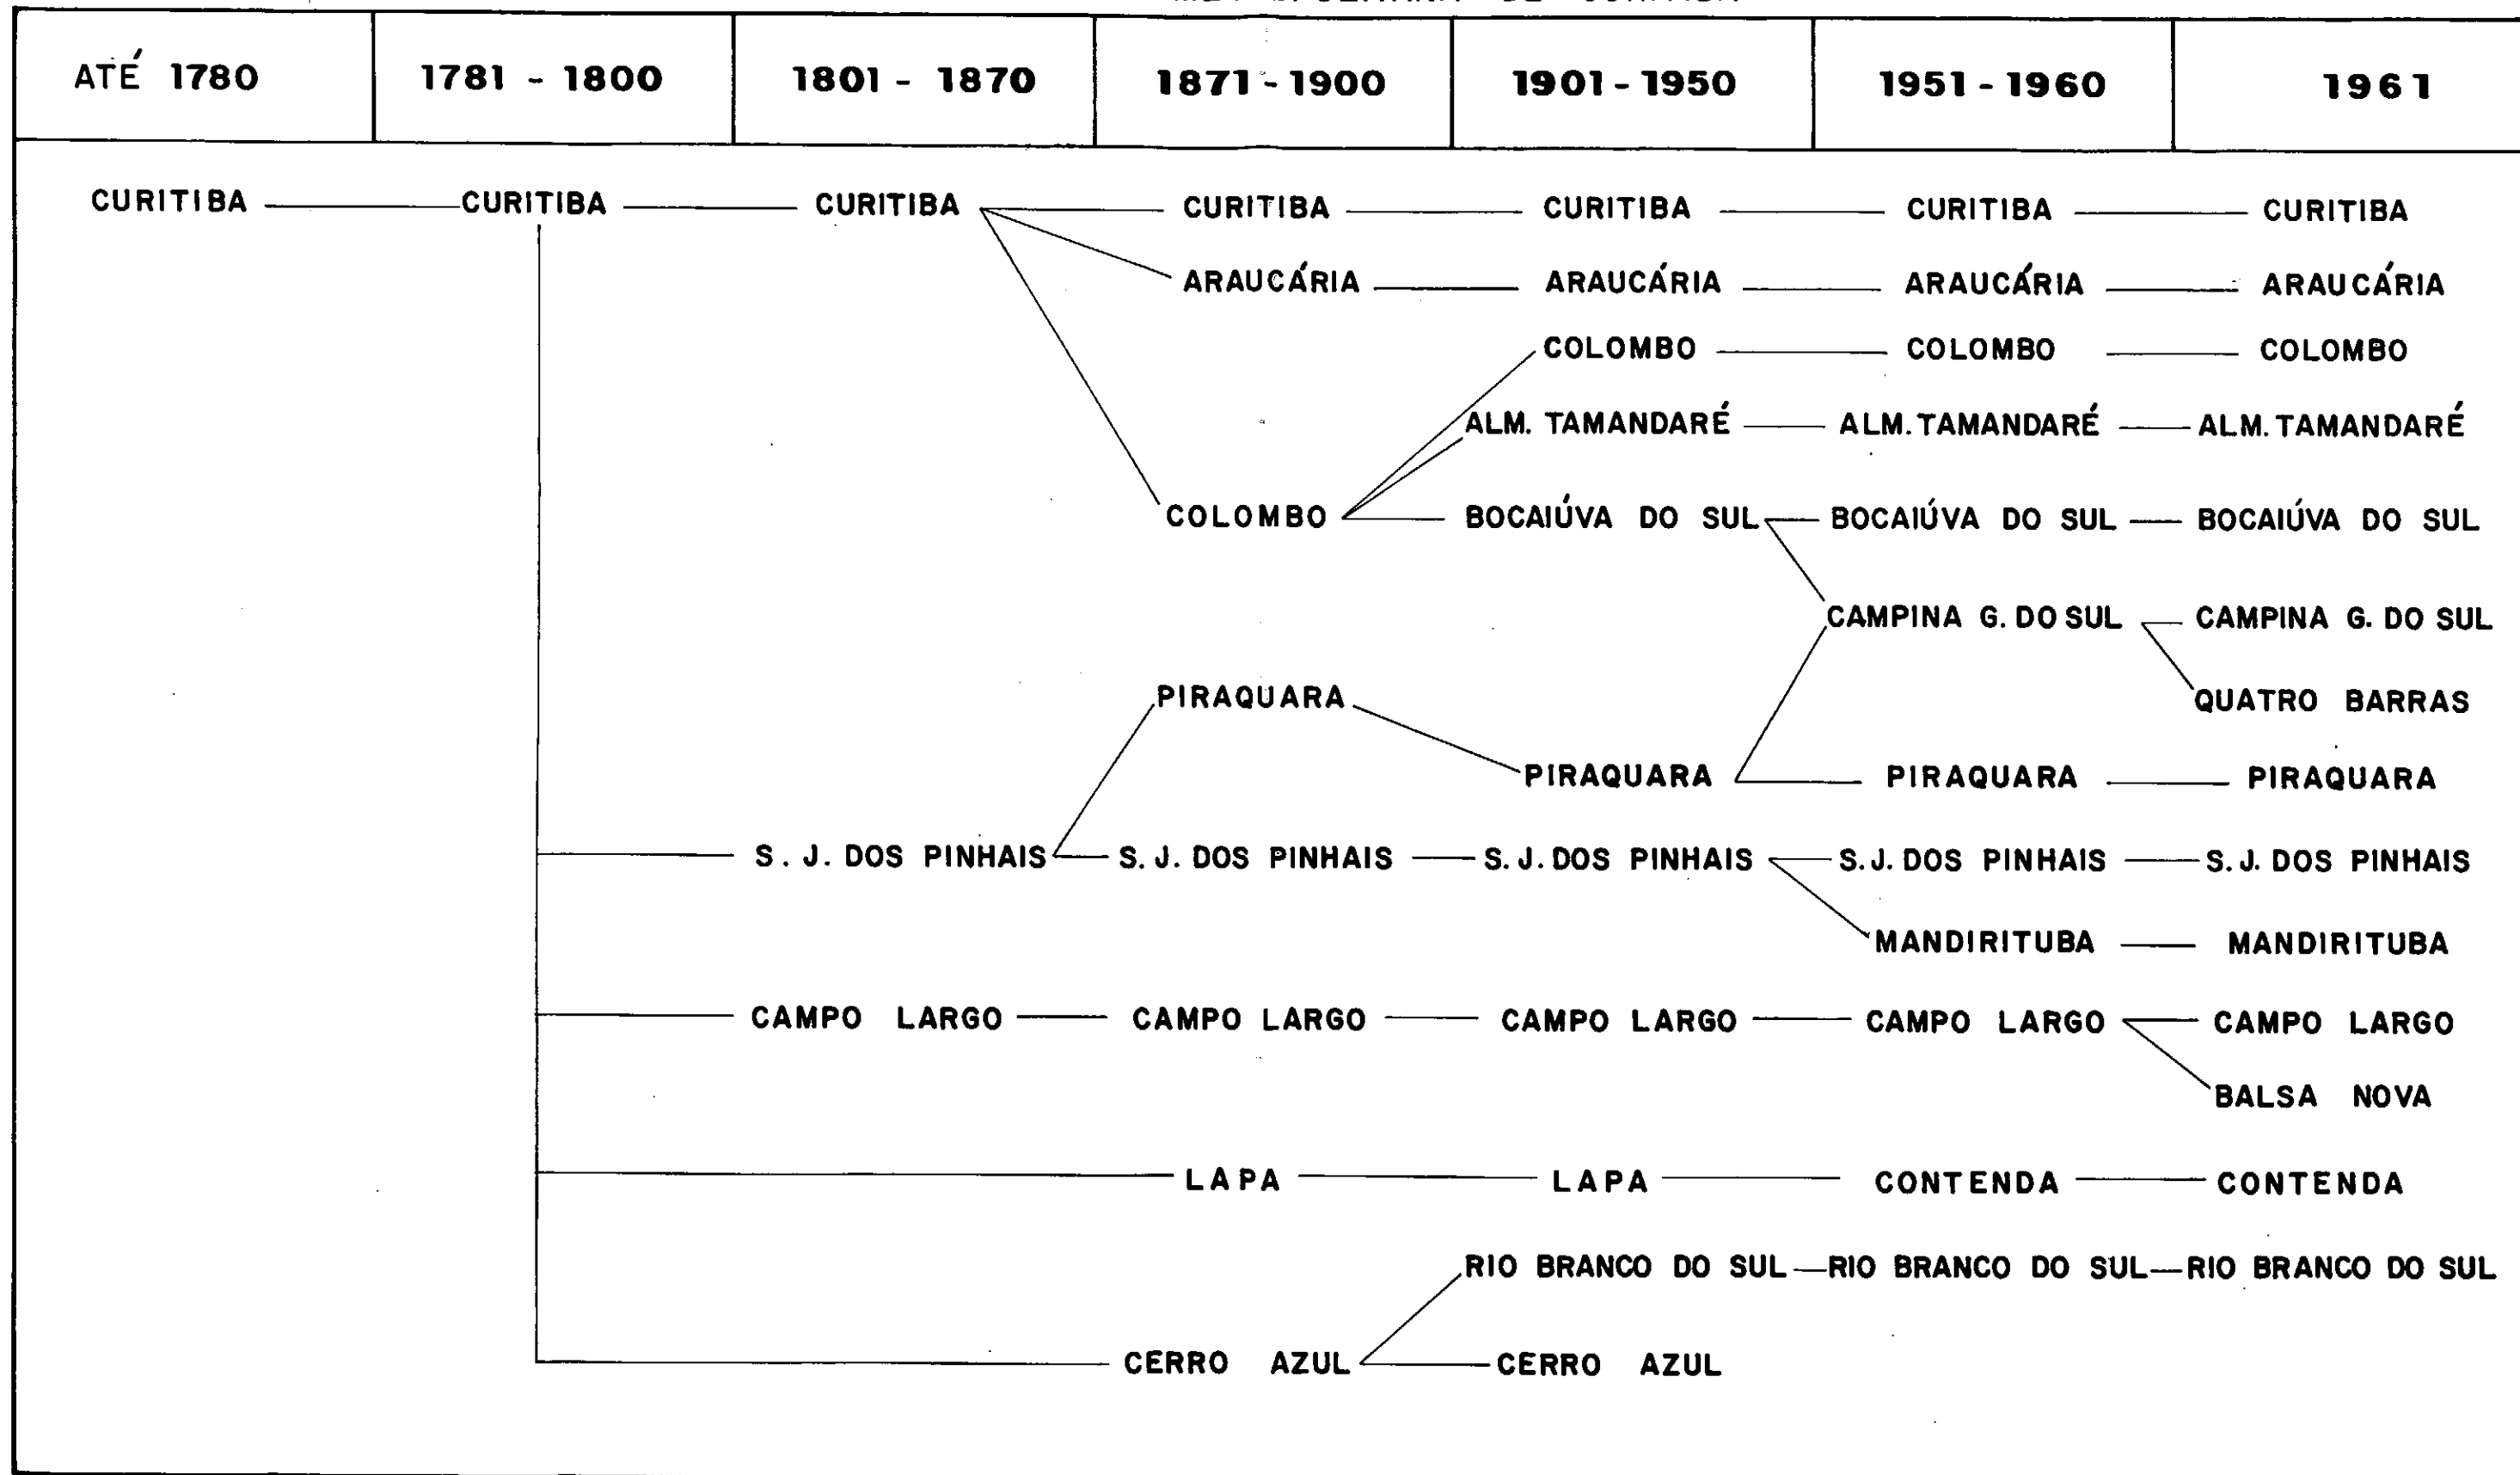 ATÉ 1780 1781 - 1800 1801 - 1870 1871 - 1900 1901 - 1950 1951 - 1960 1961
CURITIBA CURITIBA CURITIBA CURITIBA CURITIBA CURITIBA CURITIBA
ARAUCÁRIA ARAUCÁRIA ARAUCÁRIA ARAUCÁRIA
COLOMBO COLOMBO COLOMBO
ALM. TAMANDARÉ ALM. TAMANDARÉ ALM. TAMANDARÉ
COLOMBO BOCAIÚVA DO SUL BOCAIÚVA DO SUL BOCAIÚVA DO SUL
CAMPINA G. DO SUL CAMPINA G. DO SUL
PIRAQUARA QUATRO BARRAS
PIRAQUARA PIRAQUARA PIRAQUARA
S. J. DOS PINHAIS S. J. DOS PINHAIS S. J. DOS PINHAIS S. J. DOS PINHAIS S. J. DOS PINHAIS
MANDIRITUBA MANDIRITUBA
CAMPO LARGO CAMPO LARGO CAMPO LARGO CAMPO LARGO CAMPO LARGO
BALSA NOVA
LAPA LAPA CONTENDA CONTENDA
RIO BRANCO DO SUL RIO BRANCO DO SUL RIO BRANCO DO SUL
CERRO AZUL CERRO AZUL